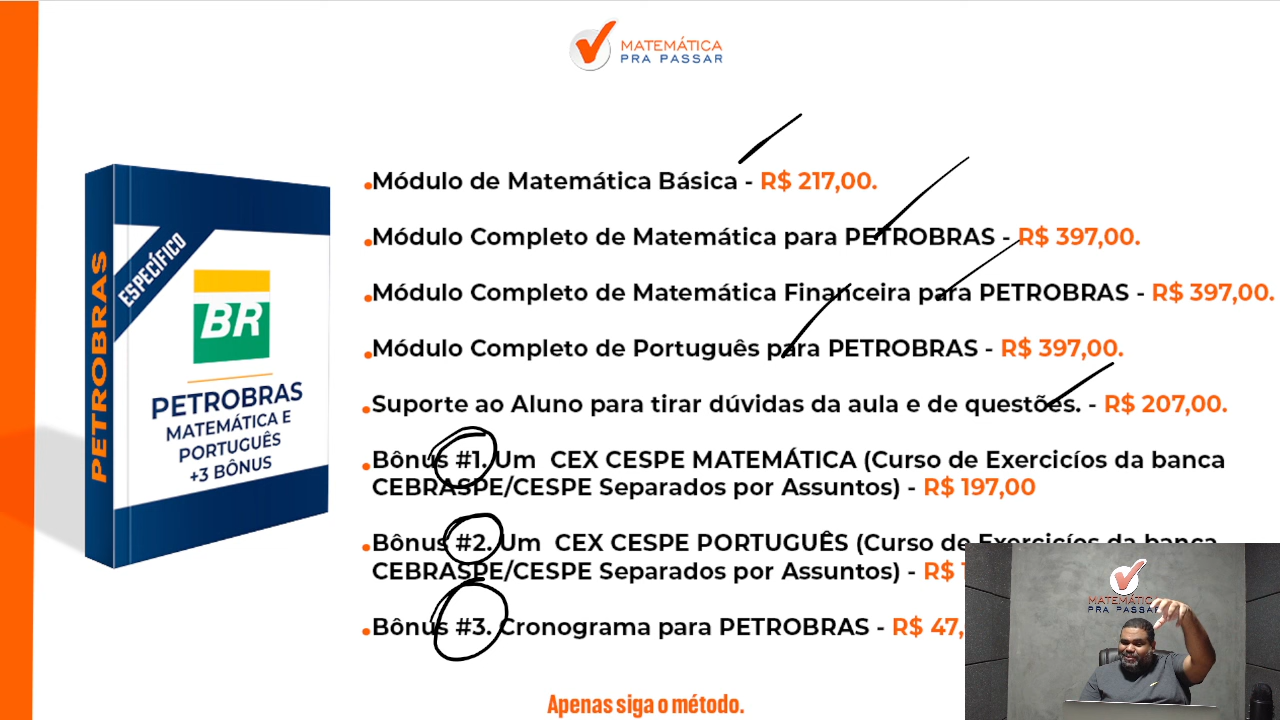 MATEMÁTICA
PRA PASSAR
•Módulo de Matemática Básica - R$ 217,00.
•Módulo Completo de Matemática para PETROBRAS - R$ 397,00.
•Módulo Completo de Matemática Financeira para PETROBRAS - R$ 397,00.
•Módulo Completo de Português para PETROBRAS - R$ 397,00.
•Suporte ao Aluno para tirar dúvidas da aula e de questões. - R$ 207,00.
•Bônus #1. Um CEX CESPE MATEMÁTICA (Curso de Exercicíos da banca
CEBRASPE/CESPE Separados por Assuntos) - R$ 197,00
•Bônus #2. Um CEX CESPE PORTUGUÊS (Curso de Exercicíos da banca
CEBRASPE/CESPE Separados por Assuntos) - R$
•Bônus #3. Cronograma para PETROBRAS - R$ 47,
Apenas siga o método.
PETROBRAS
ESPECÍFICO
BR
PETROBRAS
MATEMÁTICA E
PORTUGUÊS
+3 BÔNUS
MATEMÁTICA
PRA PASSAR